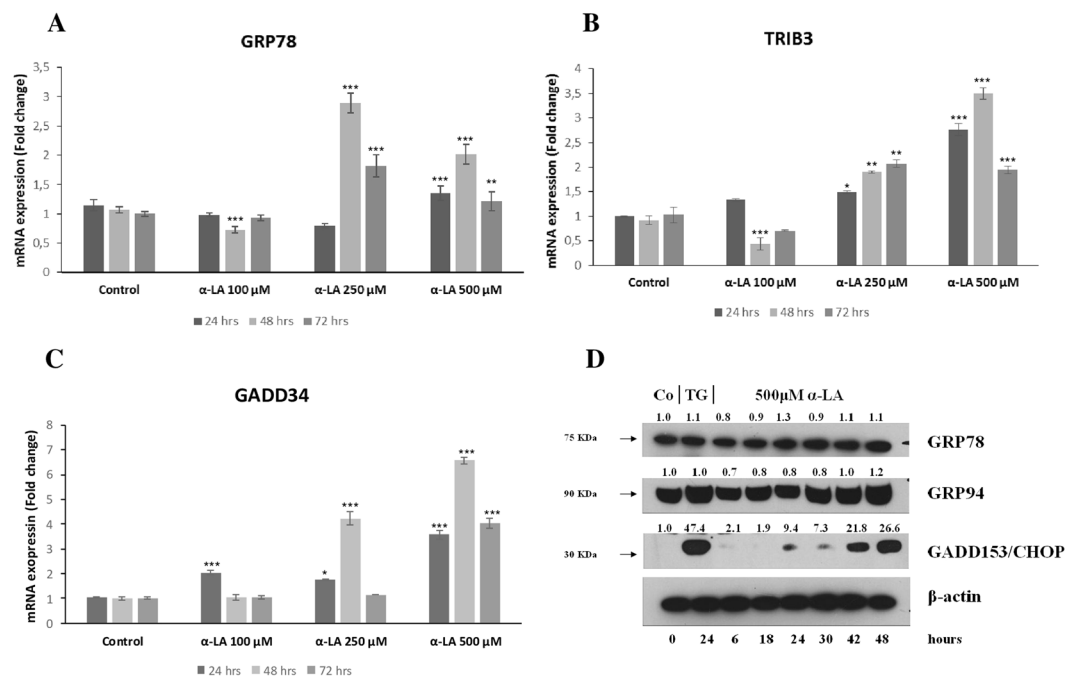 A
GRP78
mRNA expression (Fold change)
3,5
3
2,5
2
1,5
1
0,5
0
***
***
***
***
***
**
Control
α-LA 100 μM
α-LA 250 μM
α-LA 500 μM
24 hrs 48 hrs 72 hrs
B
TRIB3
mRNA expression (Fold change)
4
3,5
3
2,5
2
1,5
1
0,5
0
***
*
**
**
***
***
***
Control
α-LA 100 μM
α-LA 250 μM
α-LA 500 μM
24 hrs 48 hrs 72 hrs
C
GADD34
mRNA exopressin (Fold change)
8
7
6
5
4
3
2
1
0
***
*
***
***
***
***
Control
α-LA 100 μM
α-LA 250 μM
α-LA 500 μM
24 hrs 48 hrs 72 hrs
D
Co | TG | 500μM α-LA
1.0 1.1 0.8 0.9 1.3 0.9 1.1 1.1
75 KDa
GRP78
1.0 1.0 0.7 0.8 0.8 0.8 1.0 1.2
90 KDa
GRP94
1.0 47.4 2.1 1.9 9.4 7.3 21.8 26.6
30 KDa
GADD153/CHOP
β-actin
0 24 6 18 24 30 42 48 hours